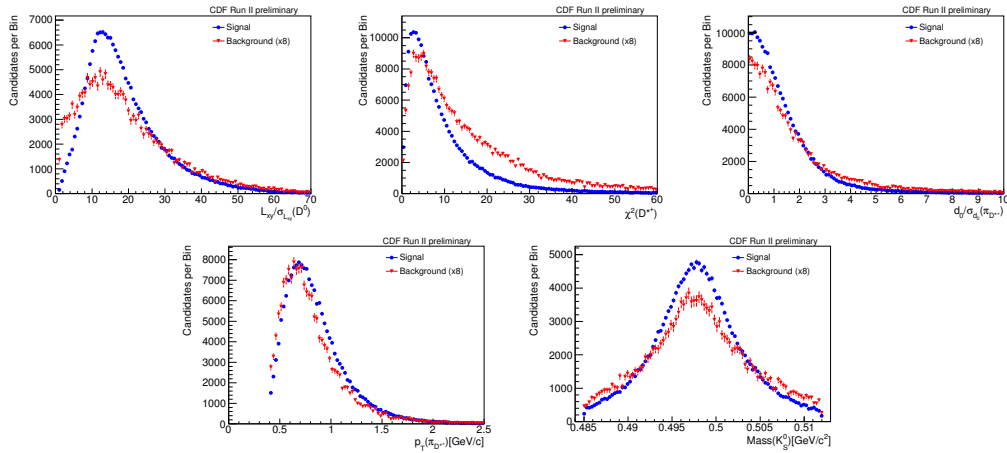 CDF Run II preliminary
Candidates per Bin
Signal
Background (x8)
7000
6000
5000
4000
3000
2000
1000
0
0 10 20 30 40 50 60 70
L_xy/σ_L_xy(D⁰)
CDF Run II preliminary
Candidates per Bin
Signal
Background (x8)
10000
8000
6000
4000
2000
0
0 10 20 30 40 50 60
χ²(D*⁺)
CDF Run II preliminary
Candidates per Bin
Signal
Background (x8)
10000
8000
6000
4000
2000
0
0 1 2 3 4 5 6 7 8 9 10
d₀/σ_d₀(π_D*⁺)
CDF Run II preliminary
Candidates per Bin
Signal
Background (x8)
8000
7000
6000
5000
4000
3000
2000
1000
0
0 0.5 1 1.5 2 2.5
p_T(π_D*⁺)[GeV/c]
CDF Run II preliminary
Candidates per Bin
Signal
Background (x8)
6000
5000
4000
3000
2000
1000
0
0.485 0.49 0.495 0.5 0.505 0.51
Mass(K_S⁰)[GeV/c²]